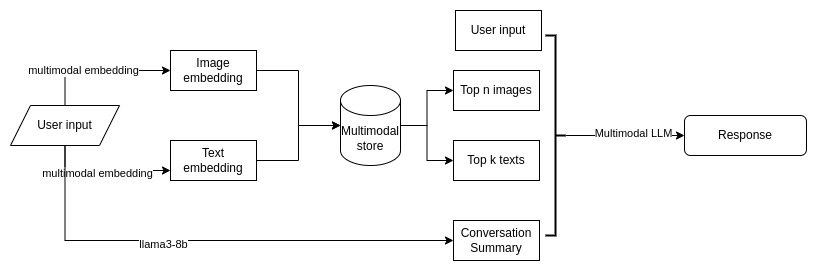 User input
multimodal embedding
Image
embedding
Top n images
multimodal embedding
User input
Multimodal
store
Multimodal LLM
Response
Text
embedding
Top k texts
llama3-8b
Conversation
Summary